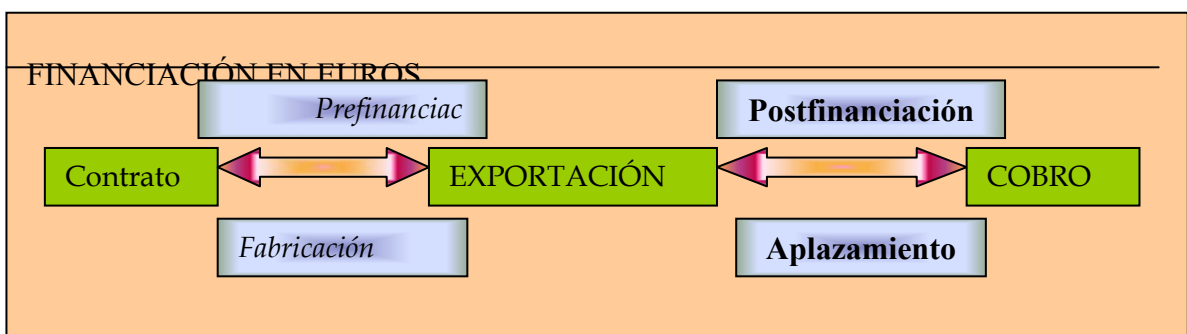 FINANCIACIÓN EN EUROS
Prefinanciac
Postfinanciación
Contrato
EXPORTACIÓN
COBRO
Fabricación
Aplazamiento